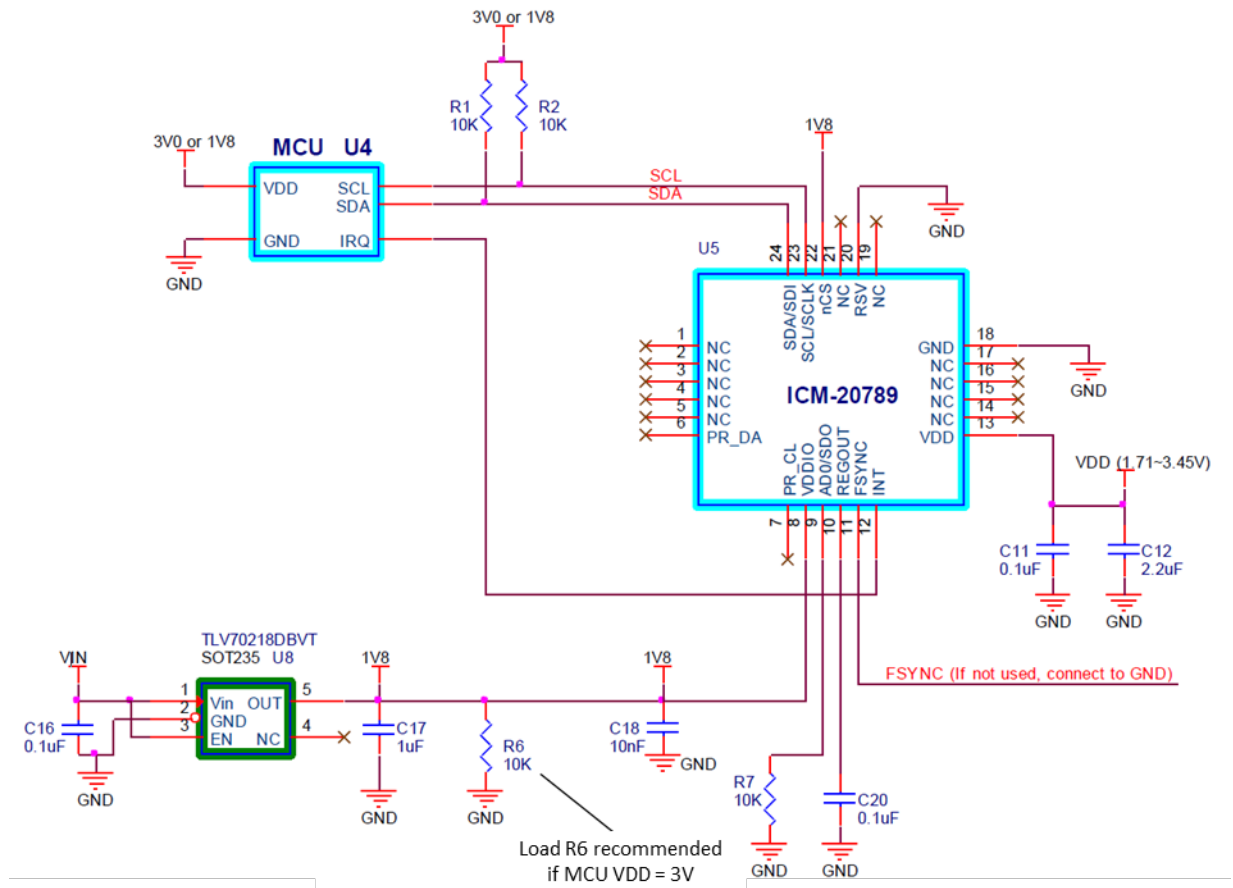 3V0 or 1V8
R1
10K
R2
10K
3V0 or 1V8
MCU U4
1V8
VDD
SCL
SDA
GND
IRQ
SCL
SDA
GND
GND
U5
24
23
22
21
20
19
SDA/SDI
SCL/SCLK
nCS
NC
RSV
NC
1
2
3
4
5
6
NC
NC
NC
NC
NC
PR_DA
ICM-20789
GND
NC
NC
NC
NC
VDD
18
17
16
15
14
13
GND
PR_CL
VDDIO
AD0/SDO
REGOUT
FSYNC
INT
7
8
9
10
11
12
VDD (1.71~3.45V)
C11
0.1uF
C12
2.2uF
GND
GND
TLV70218DBVT
SOT235 U8
VIN
1V8
1V8
FSYNC (If not used, connect to GND)
1
2
3
Vin
GND
EN
OUT
NC
5
4
C16
0.1uF
GND
C17
1uF
GND
R6
10K
GND
C18
10nF
GND
R7
10K
GND
C20
0.1uF
GND
Load R6 recommended
if MCU VDD = 3V